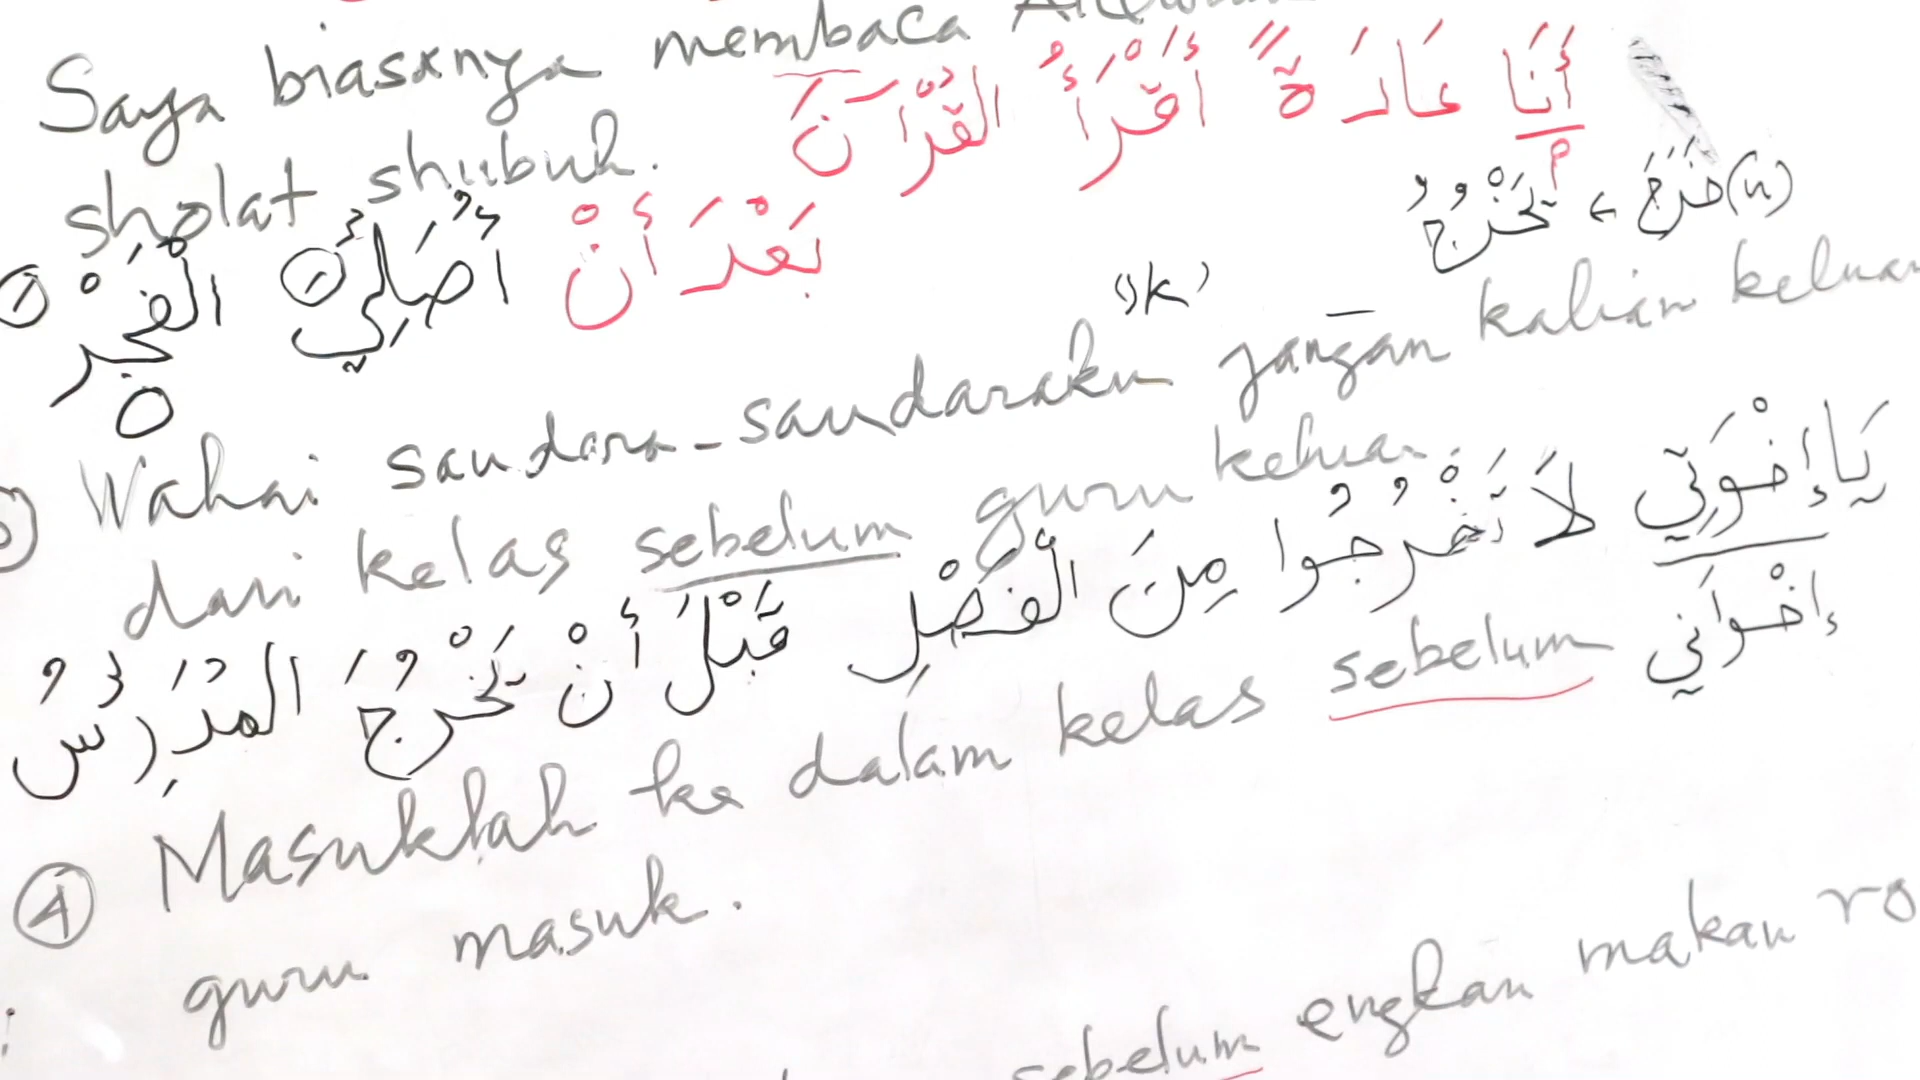 Saya biasanya membaca
أَنَا عَادَةً أَقْرَأُ الْقُرْآنَ
sholat shubuh.
بَعْدَ أَنْ أُصَلِّيَ الْفَجْرَ
خَرَجَ (u) ← يَخْرُجُ
"K"
Wahai saudara-saudaraku jangan kalian keluar
يَا إِخْوَتِي لَا تَخْرُجُوا مِنَ الْفَصْلِ قَبْلَ أَنْ يَخْرُجَ الْمُدَرِّسُ
إِخْوَانِي
dari kelas sebelum guru keluar.
④ Masuklah ke dalam kelas sebelum
guru masuk.
sebelum engkau makan